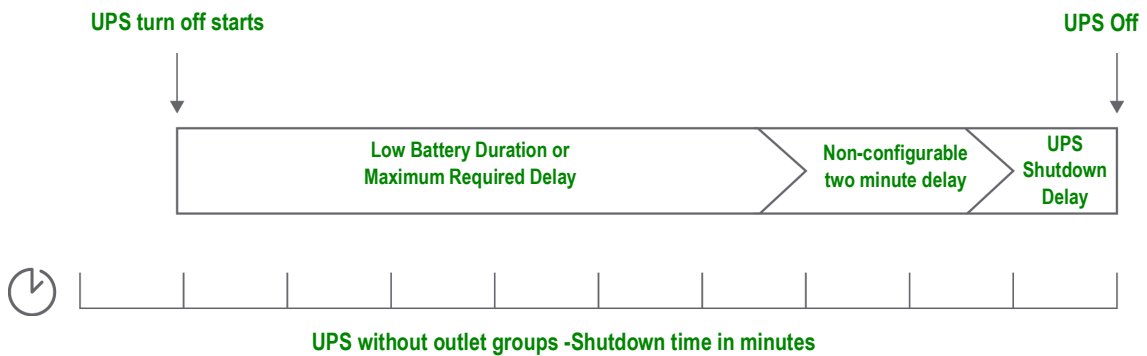 UPS turn off starts
UPS Off
Low Battery Duration or
Maximum Required Delay
Non-configurable
two minute delay
UPS
Shutdown
Delay
UPS without outlet groups -Shutdown time in minutes